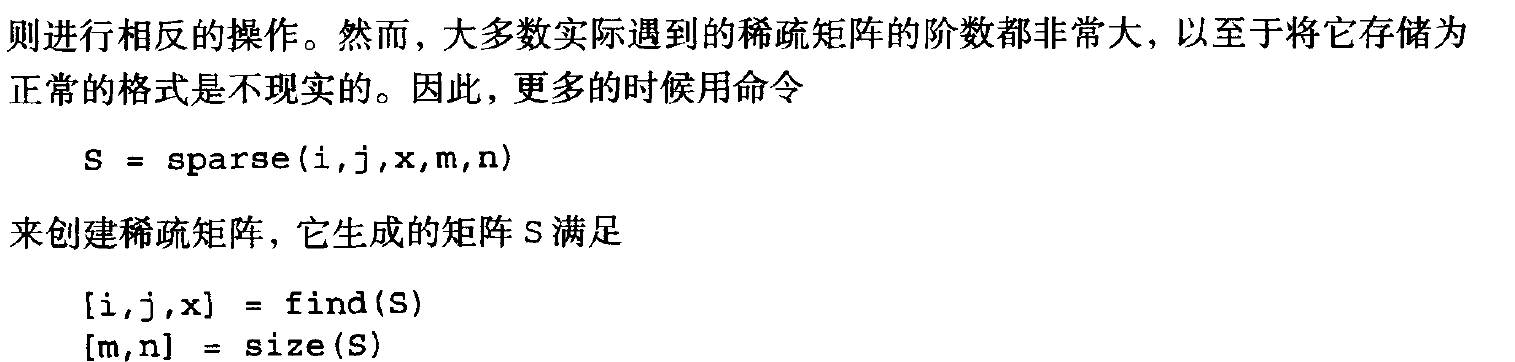 则进行相反的操作。然而，大多数实际遇到的稀疏矩阵的阶数都非常大，以至于将它存储为
正常的格式是不现实的。因此，更多的时候用命令
S = sparse(i,j,x,m,n)
来创建稀疏矩阵，它生成的矩阵 S 满足
[i,j,x] = find(S)
[m,n] = size(S)